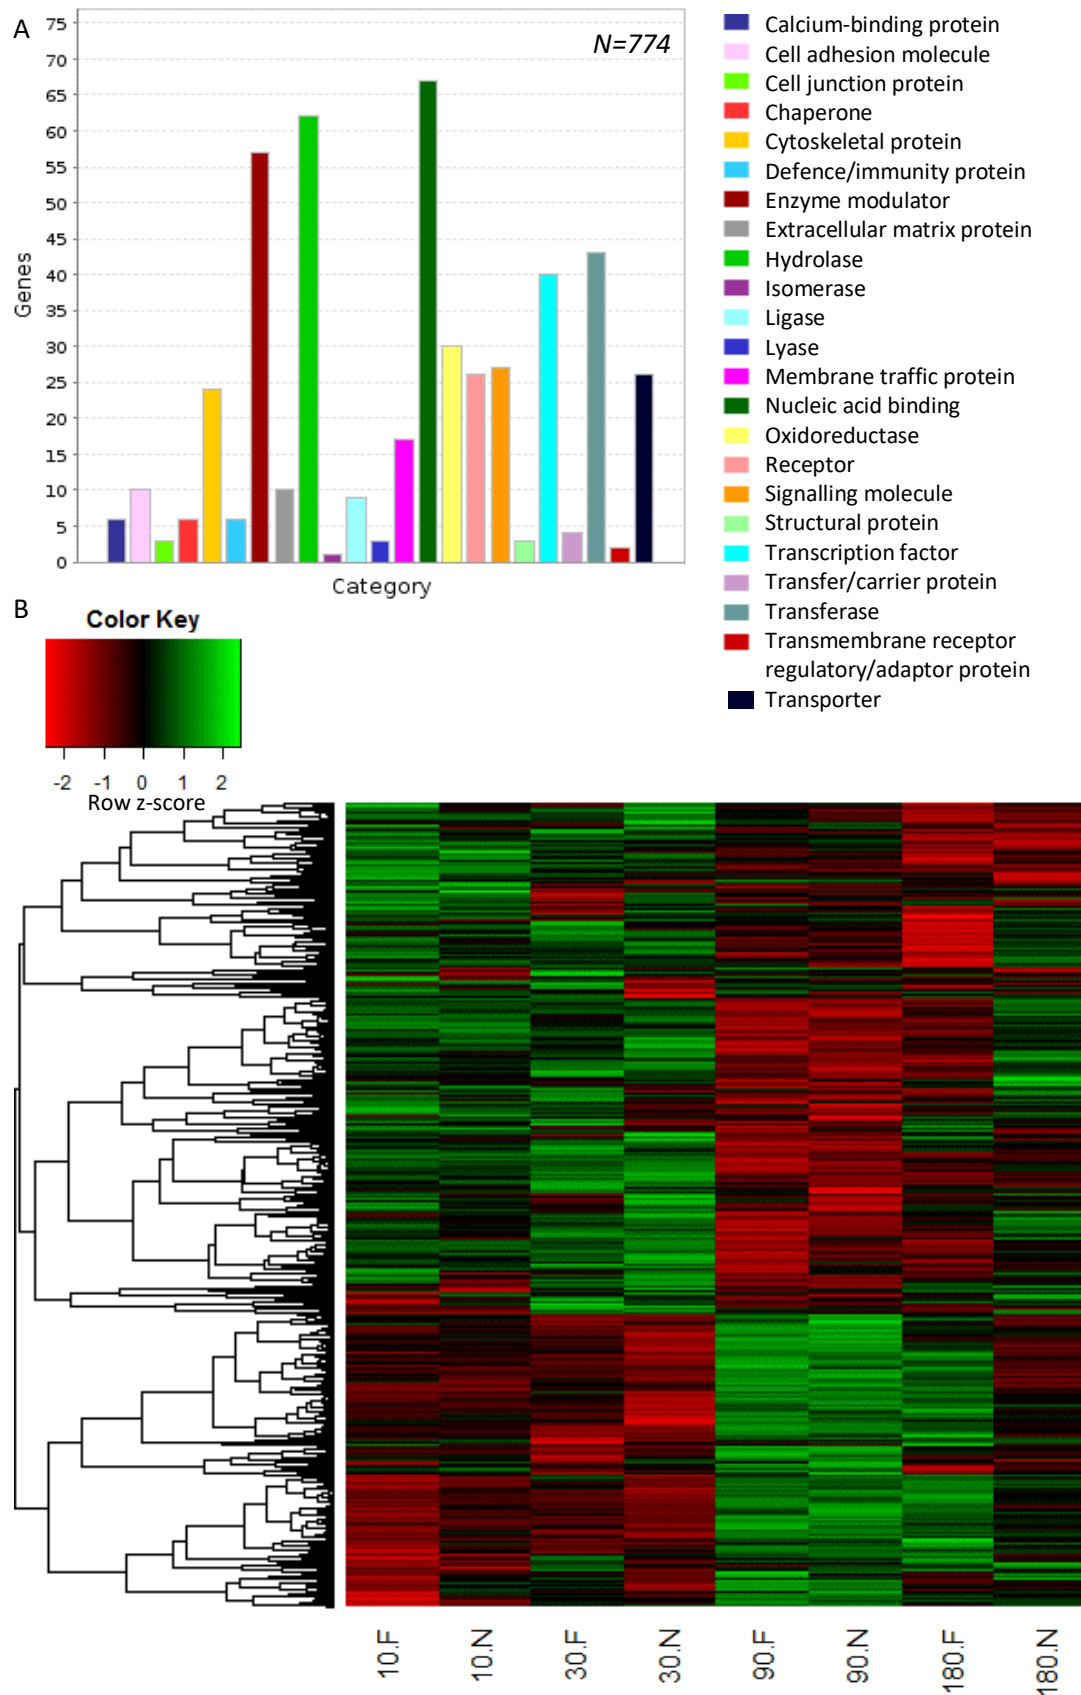 A
N=774
75
70
65
60
55
50
45
40
35
30
25
20
15
10
5
0
Genes
Category
Calcium-binding protein
Cell adhesion molecule
Cell junction protein
Chaperone
Cytoskeletal protein
Defence/immunity protein
Enzyme modulator
Extracellular matrix protein
Hydrolase
Isomerase
Ligase
Lyase
Membrane traffic protein
Nucleic acid binding
Oxidoreductase
Receptor
Signalling molecule
Structural protein
Transcription factor
Transfer/carrier protein
Transferase
Transmembrane receptor
regulatory/adaptor protein
Transporter
B
Color Key
-2 -1 0 1 2
Row z-score
10.F 10.N 30.F 30.N 90.F 90.N 180.F 180.N